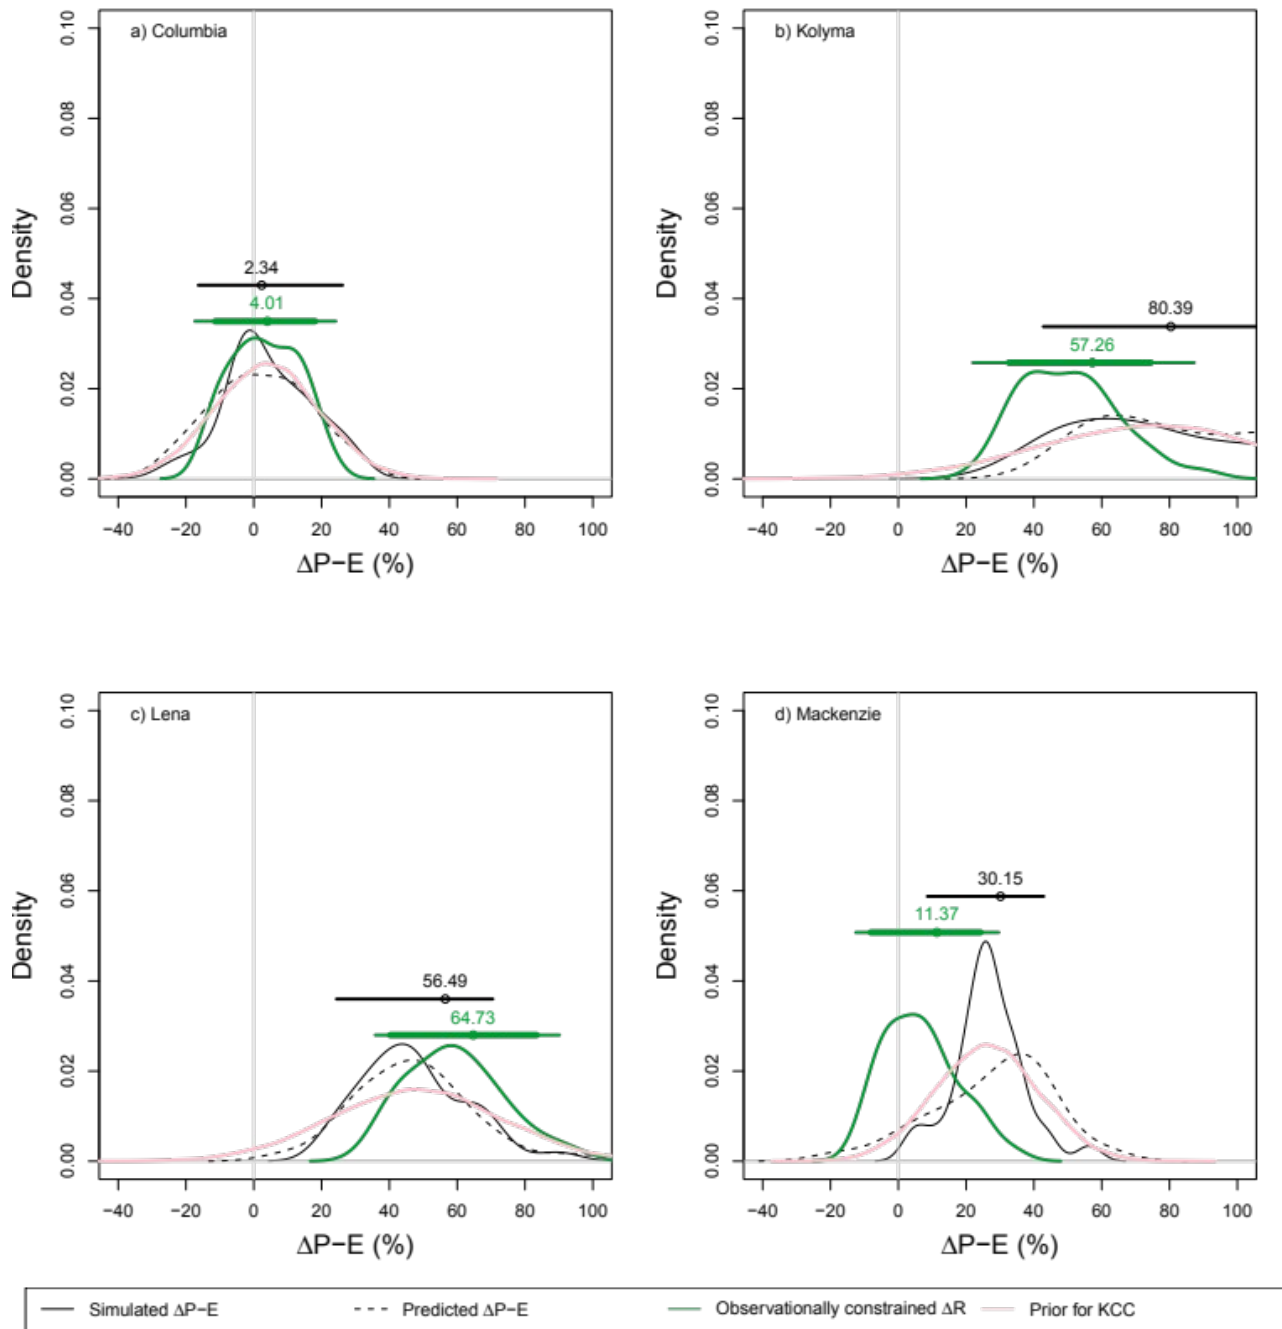 a) Columbia
Density
0.00 0.02 0.04 0.06 0.08 0.10
2.34
4.01
−40 −20 0 20 40 60 80 100
ΔP−E (%)
b) Kolyma
Density
0.00 0.02 0.04 0.06 0.08 0.10
80.39
57.26
−40 −20 0 20 40 60 80 100
ΔP−E (%)
c) Lena
Density
0.00 0.02 0.04 0.06 0.08 0.10
56.49
64.73
−40 −20 0 20 40 60 80 100
ΔP−E (%)
d) Mackenzie
Density
0.00 0.02 0.04 0.06 0.08 0.10
30.15
11.37
−40 −20 0 20 40 60 80 100
ΔP−E (%)
Simulated ΔP−E Predicted ΔP−E Observationally constrained ΔR Prior for KCC